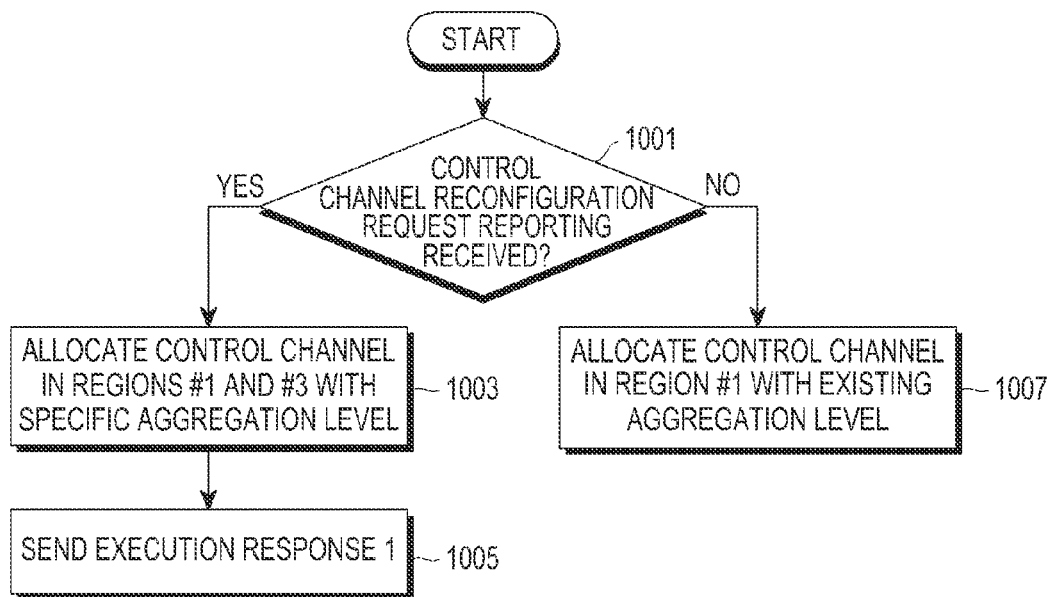 START
1001
CONTROL
CHANNEL RECONFIGURATION
REQUEST REPORTING
RECEIVED?
YES
NO
ALLOCATE CONTROL CHANNEL
IN REGIONS #1 AND #3 WITH
SPECIFIC AGGREGATION LEVEL
1003
ALLOCATE CONTROL CHANNEL
IN REGION #1 WITH EXISTING
AGGREGATION LEVEL
1007
SEND EXECUTION RESPONSE 1
1005